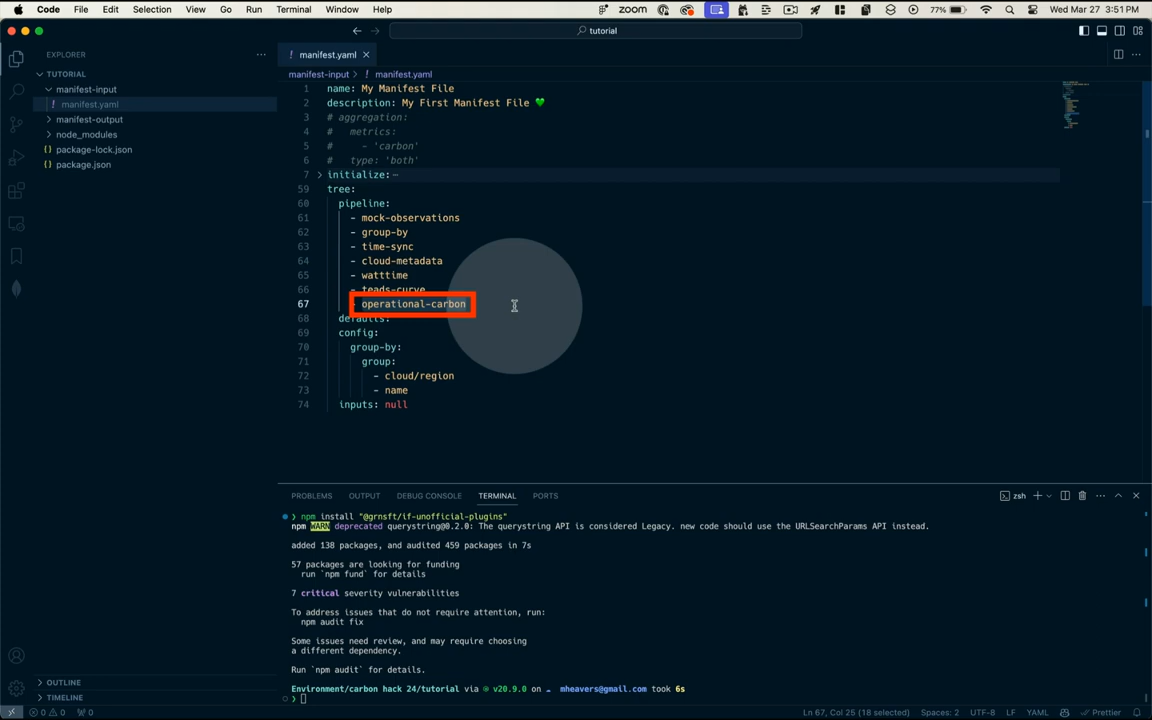 Code File Edit Selection View Go Run Terminal Window Help zoom 77% Wed Mar 27 3:51 PM
tutorial
EXPLORER
TUTORIAL
manifest-input
! manifest.yaml
manifest-output
node_modules
{} package-lock.json
{} package.json
OUTLINE
TIMELINE
! manifest.yaml
manifest-input > ! manifest.yaml
1 name: My Manifest File
2 description: My First Manifest File 💚
3 # aggregation:
4 #   metrics:
5 #     - 'carbon'
6 #   type: 'both'
7 > initialize: ⋯
59 tree:
60 pipeline:
61 - mock-observations
62 - group-by
63 - time-sync
64 - cloud-metadata
65 - watttime
66 - teads-curve
67 - operational-carbon
68 defaults:
69 config:
70 group-by:
71 group:
72 - cloud/region
73 - name
74 inputs: null
PROBLEMS OUTPUT DEBUG CONSOLE TERMINAL PORTS zsh
❯ npm install "@grnsft/if-unofficial-plugins"
npm WARN deprecated querystring@0.2.0: The querystring API is considered Legacy. new code should use the URLSearchParams API instead.
added 138 packages, and audited 459 packages in 7s
57 packages are looking for funding
run `npm fund` for details
7 critical severity vulnerabilities
To address issues that do not require attention, run:
npm audit fix
Some issues need review, and may require choosing
a different dependency.
Run `npm audit` for details.
Environment/carbon hack 24/tutorial via v20.9.0 on mheavers@gmail.com took 6s
❯
0 0 0 Ln 67, Col 25 (18 selected) Spaces: 2 UTF-8 LF YAML Prettier